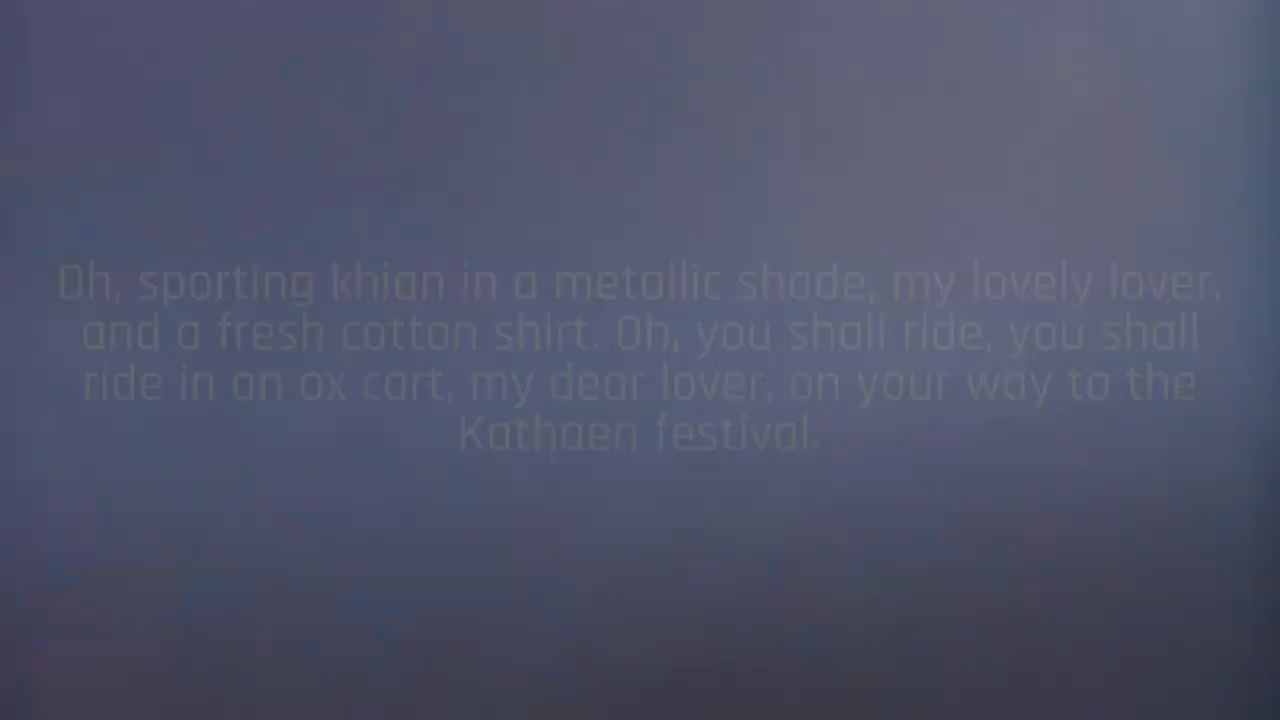 Oh, sporting khian in a metallic shade, my lovely lover,
and a fresh cotton shirt. Oh, you shall ride, you shall
ride in an ox cart, my dear lover, on your way to the
Kathaen festival.